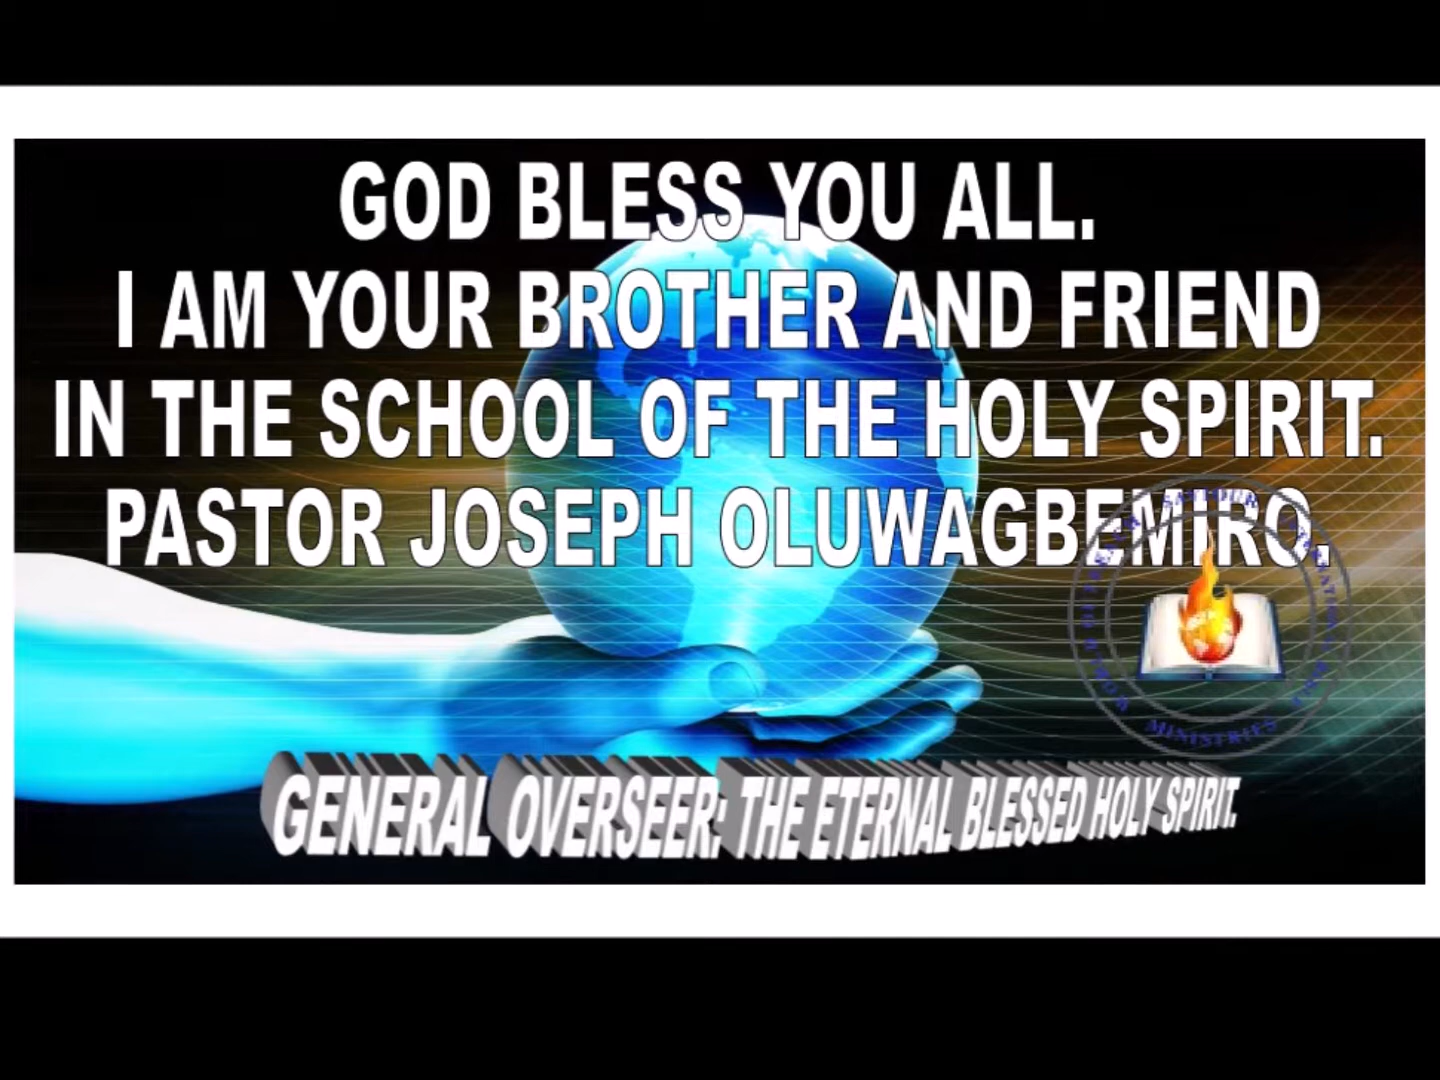 GOD BLESS YOU ALL.
I AM YOUR BROTHER AND FRIEND
IN THE SCHOOL OF THE HOLY SPIRIT.
PASTOR JOSEPH OLUWAGBEMIRO.
MINISTRIES
GENERAL OVERSEER: THE ETERNAL BLESSED HOLY SPIRIT.